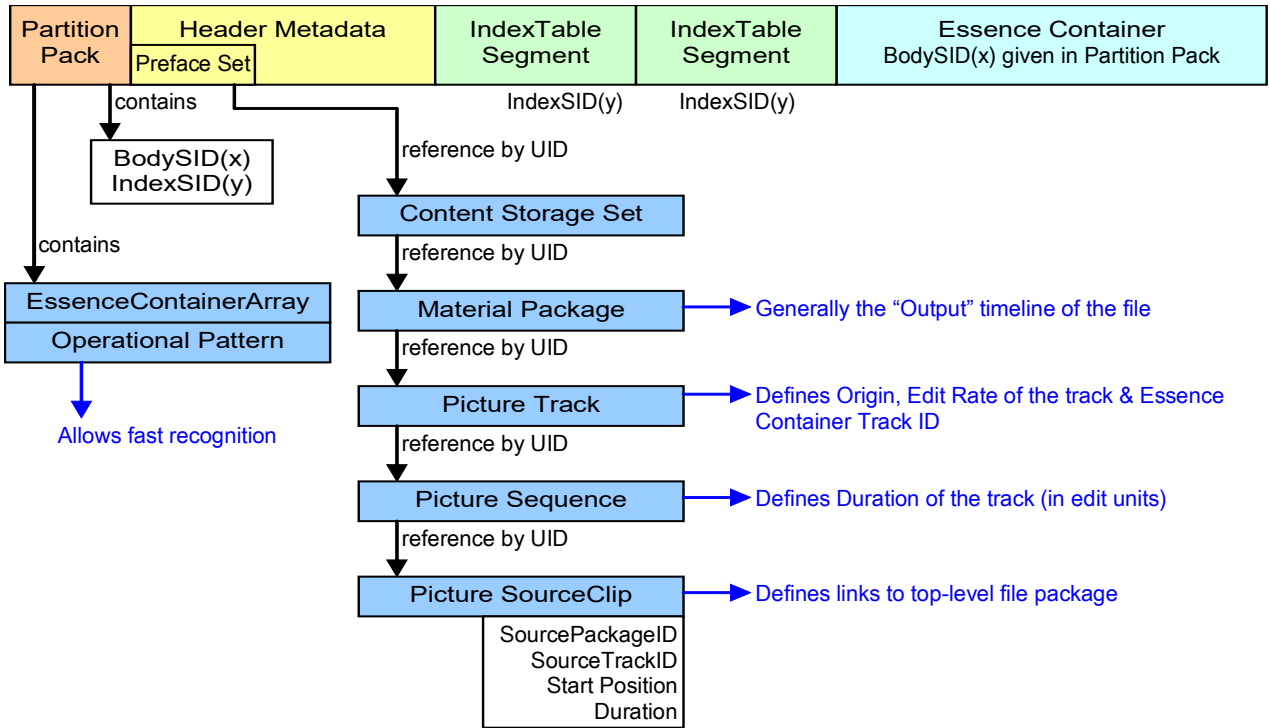 Partition
Pack
Header Metadata
Preface Set
IndexTable
Segment
IndexTable
Segment
Essence Container
BodySID(x) given in Partition Pack
contains
IndexSID(y)
IndexSID(y)
BodySID(x)
IndexSID(y)
reference by UID
Content Storage Set
contains
reference by UID
EssenceContainerArray
Operational Pattern
Allows fast recognition
Material Package
Generally the “Output” timeline of the file
reference by UID
Picture Track
Defines Origin, Edit Rate of the track & Essence
Container Track ID
reference by UID
Picture Sequence
Defines Duration of the track (in edit units)
reference by UID
Picture SourceClip
Defines links to top-level file package
SourcePackageID
SourceTrackID
Start Position
Duration